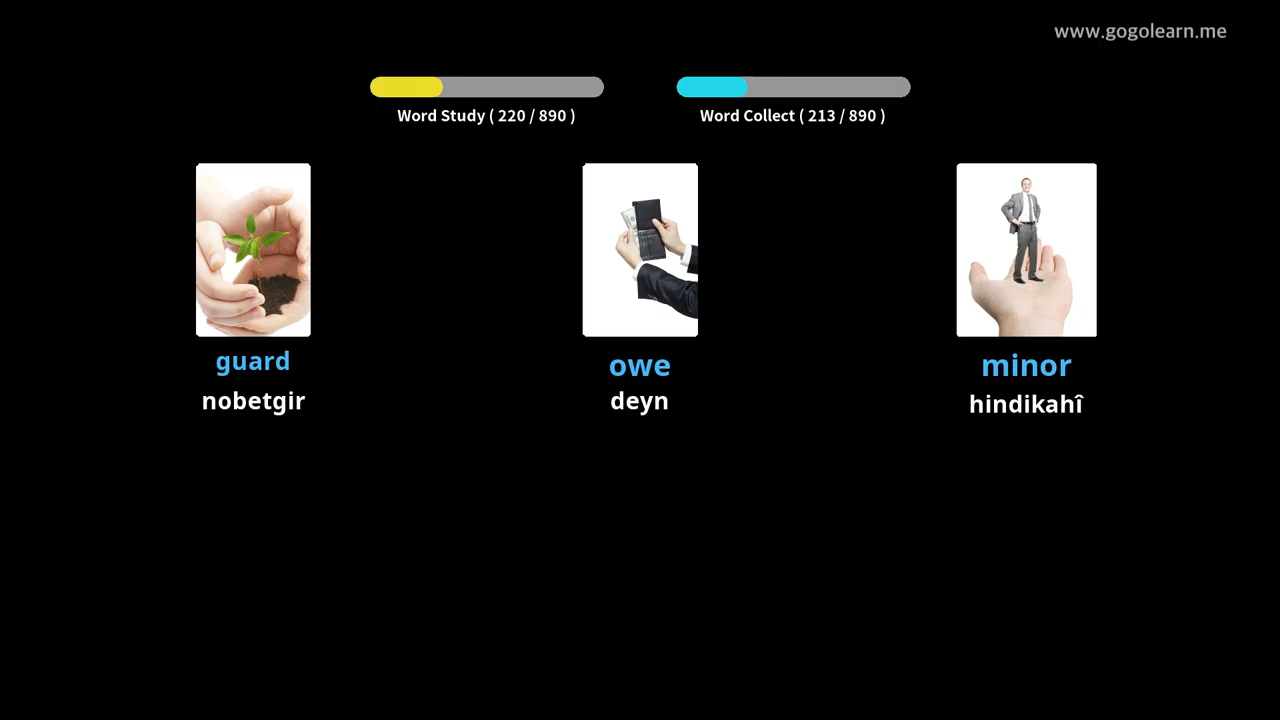 www.gogolearn.me
Word Study ( 220 / 890 )
Word Collect ( 213 / 890 )
guard
owe
minor
nobetgir
deyn
hindikahî